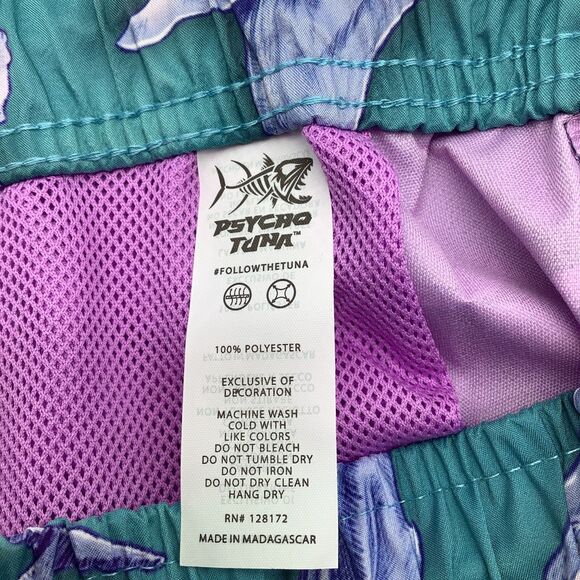 PSYCHO
TUNA™
#FOLLOWTHETUNA
100% POLYESTER
EXCLUSIVE OF
DECORATION
MACHINE WASH
COLD WITH
LIKE COLORS
DO NOT BLEACH
DO NOT TUMBLE DRY
DO NOT IRON
DO NOT DRY CLEAN
HANG DRY
RN# 128172
MADE IN MADAGASCAR